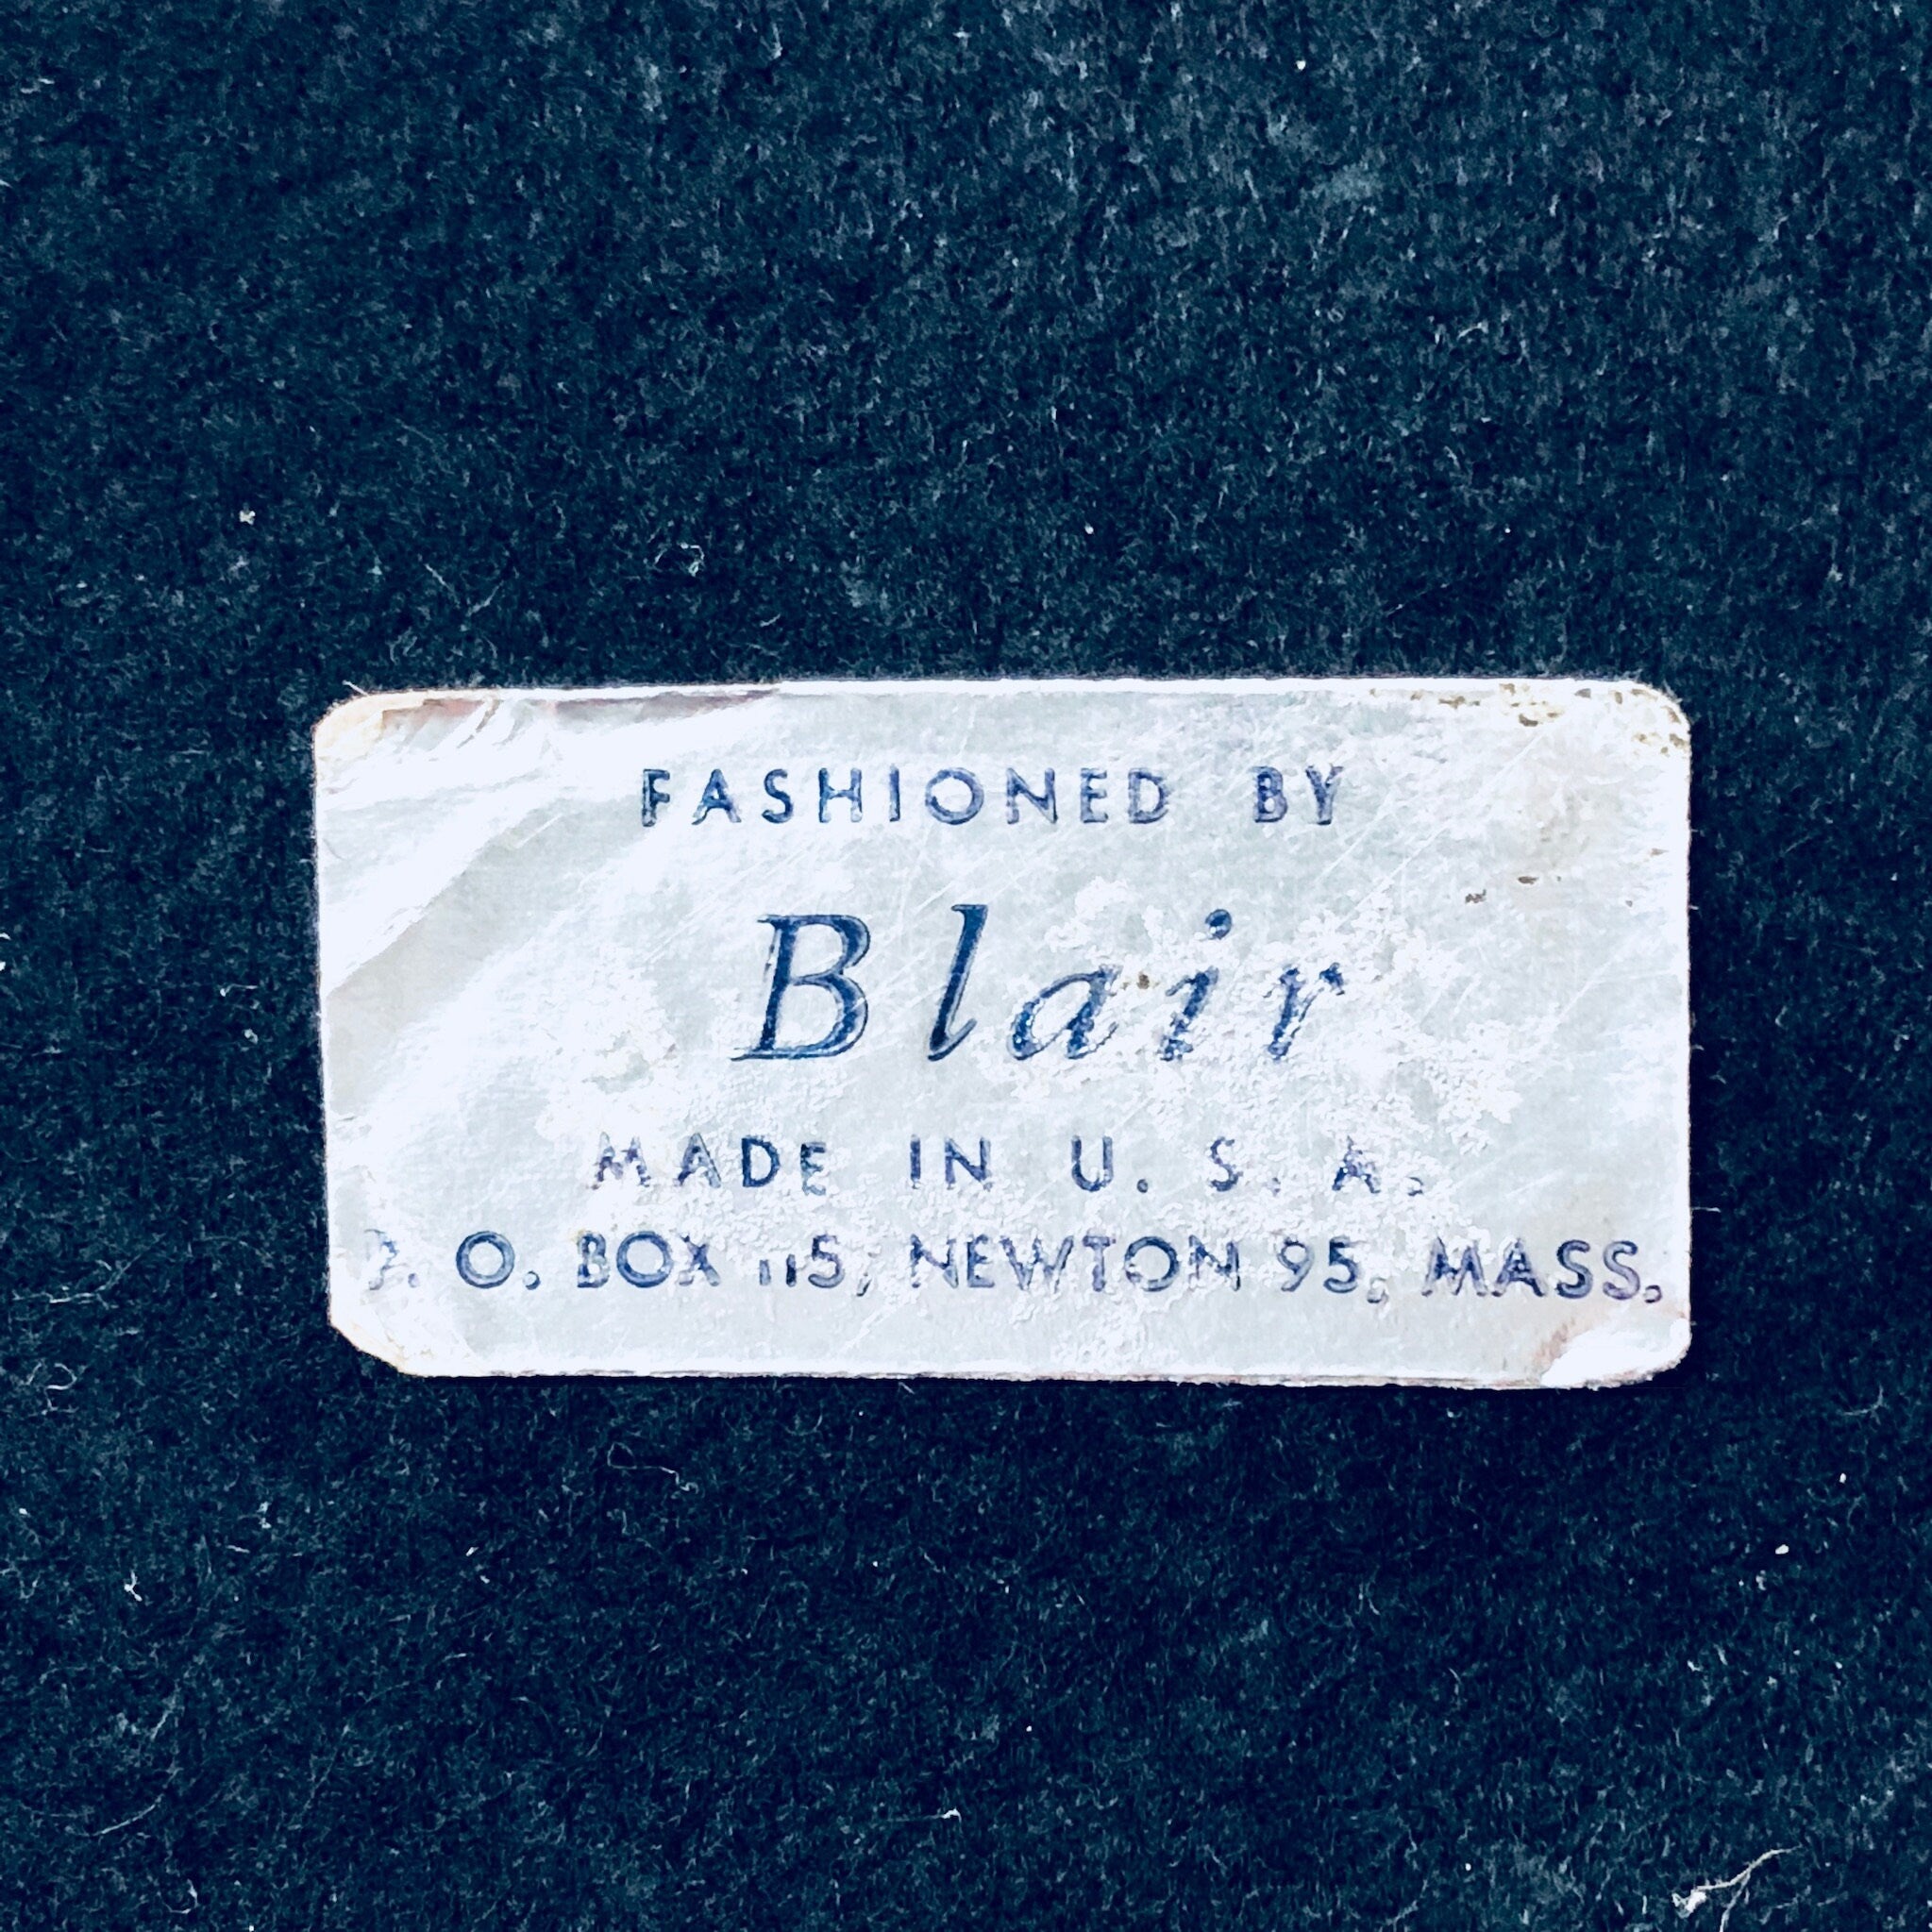 FASHIONED BY
Blair
MADE IN U. S. A.
P. O. BOX 115, NEWTON 95, MASS.